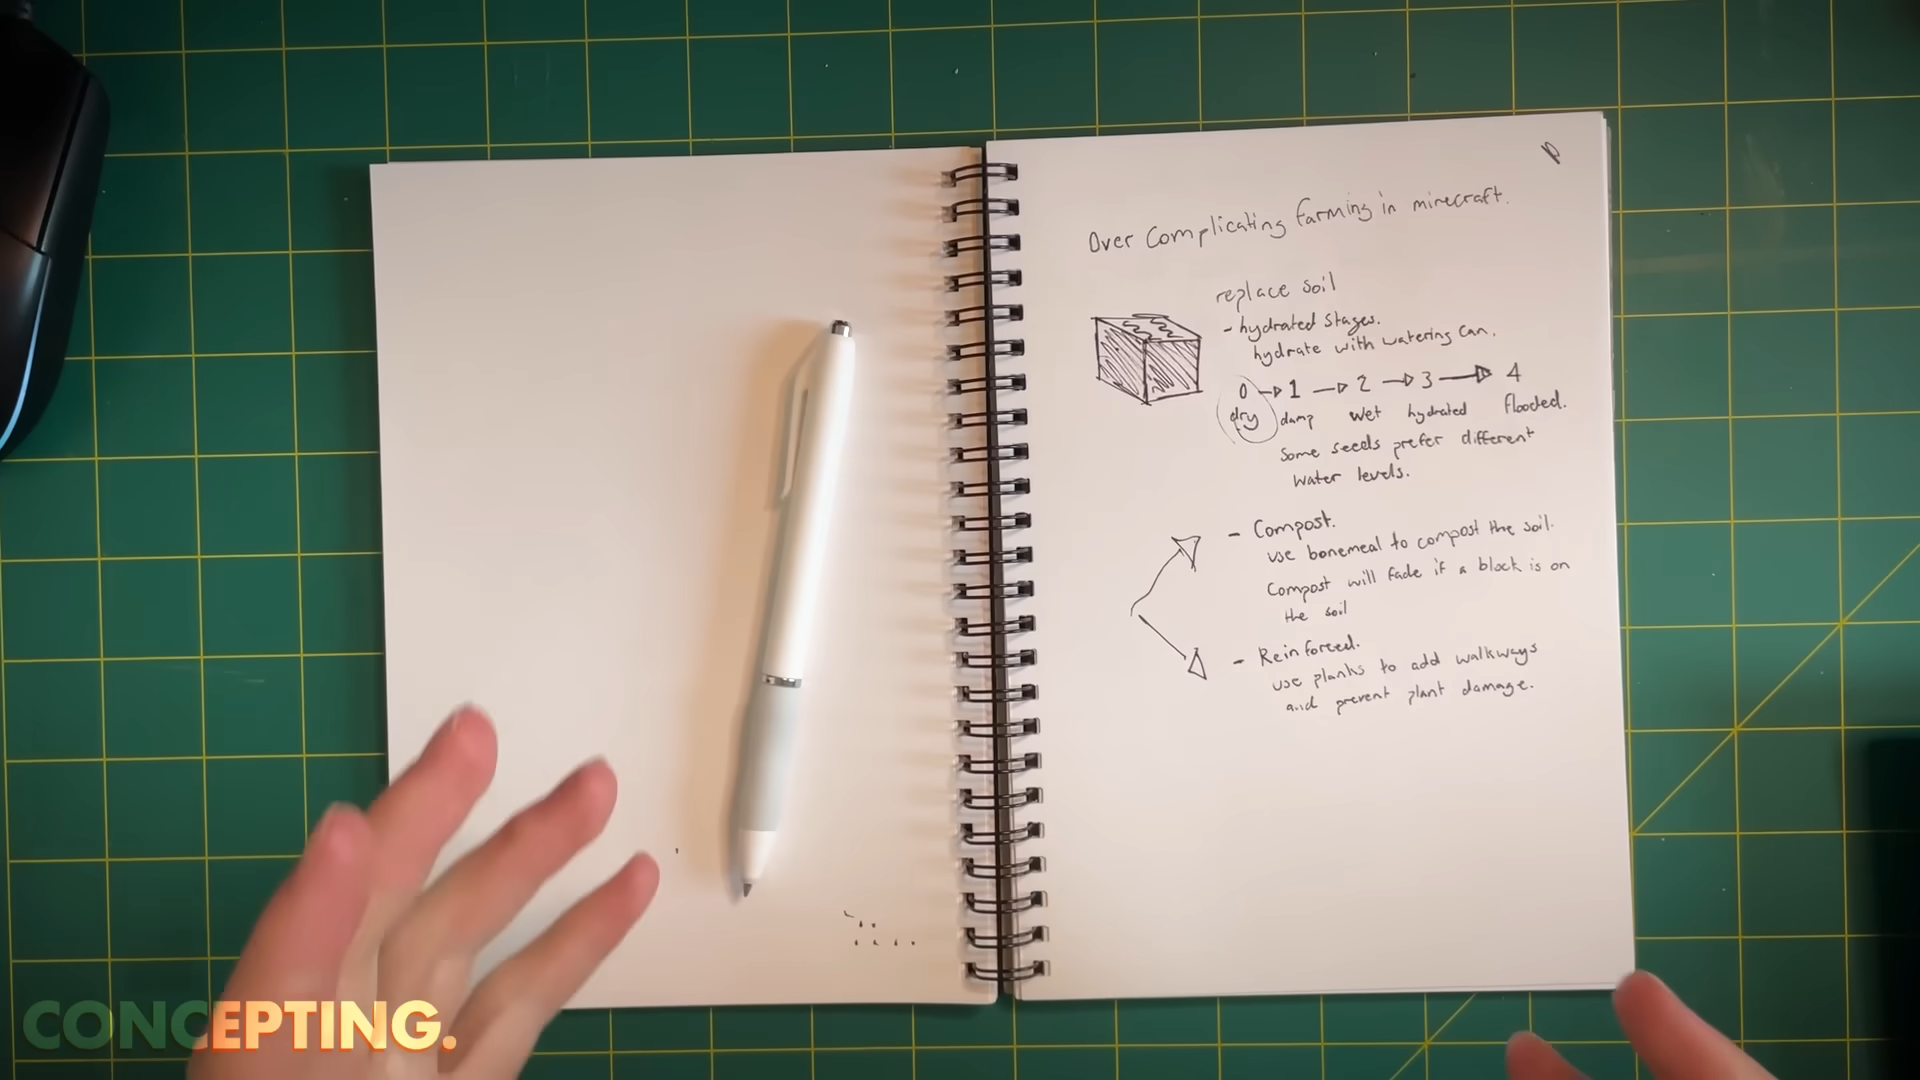 Over Complicating farming in minecraft.
replace soil
- hydrated stages.
hydrate with watering can.
0 → 1 → 2 → 3 → 4
dry damp wet hydrated flooded.
Some seeds prefer different
water levels.
- Compost.
use bonemeal to compost the soil.
Compost will fade if a block is on
the soil
- Reinforced.
use planks to add walkways
and prevent plant damage.
CONCEPTING.